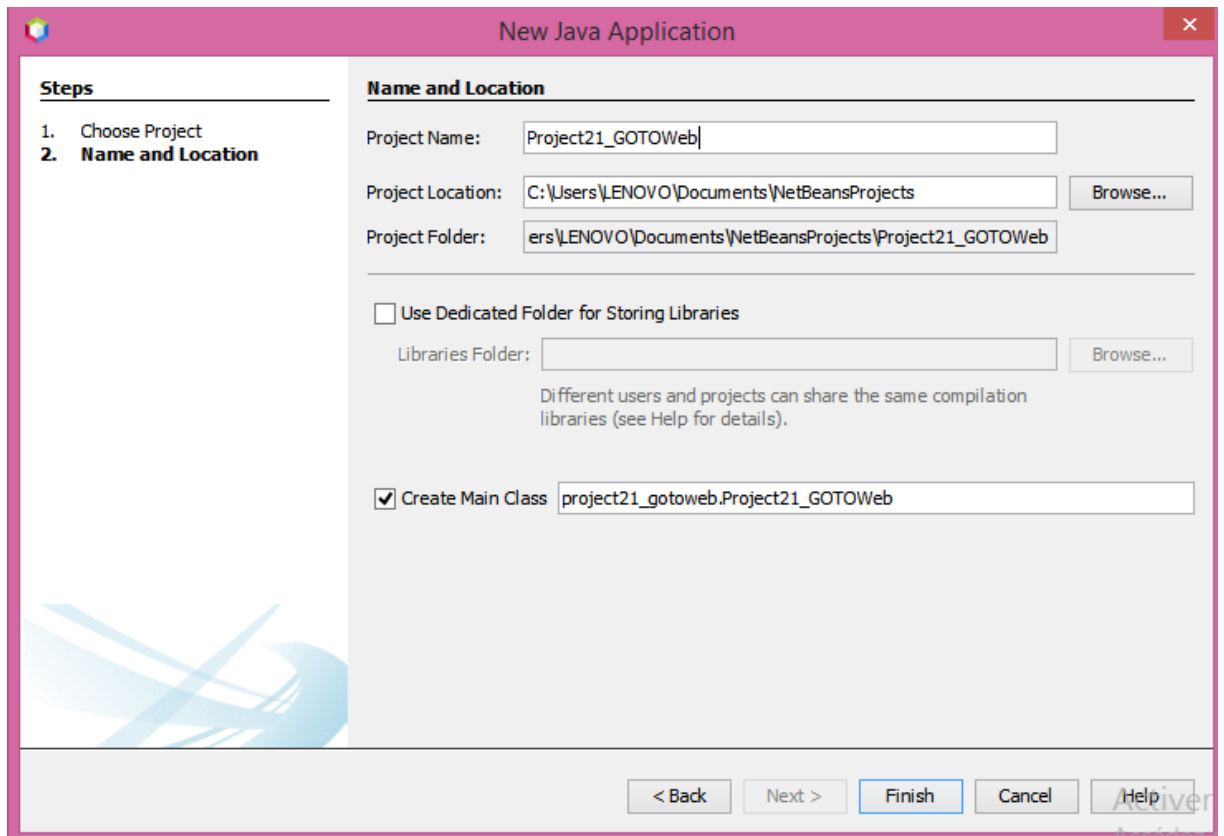 New Java Application
Steps
1. Choose Project
2. Name and Location
Name and Location
Project Name: Project21_GOTOWeb
Project Location: C:\Users\LENOVO\Documents\NetBeansProjects Browse...
Project Folder: ers\LENOVO\Documents\NetBeansProjects\Project21_GOTOWeb
Use Dedicated Folder for Storing Libraries
Libraries Folder: Browse...
Different users and projects can share the same compilation
libraries (see Help for details).
Create Main Class project21_gotoweb.Project21_GOTOWeb
< Back Next > Finish Cancel Help
Activer